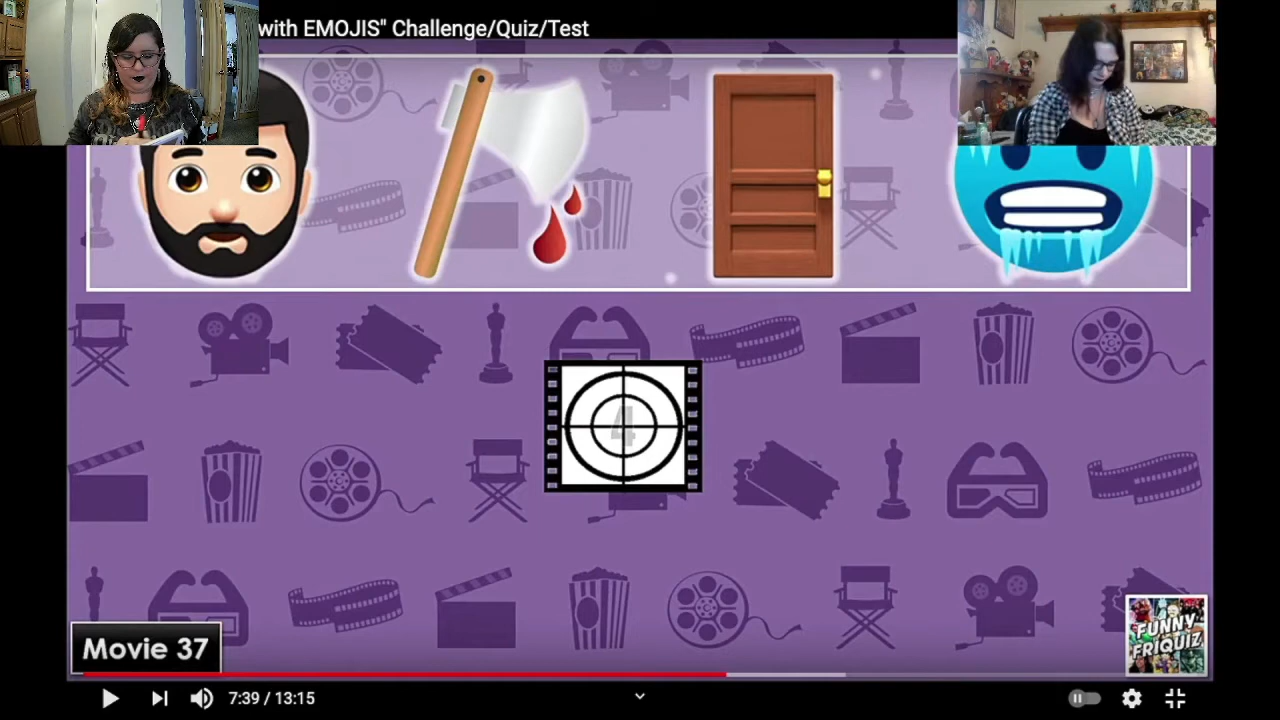 with EMOJIS" Challenge/Quiz/Test
4
Movie 37
FUNNY
FRIQUIZ
7:39 / 13:15